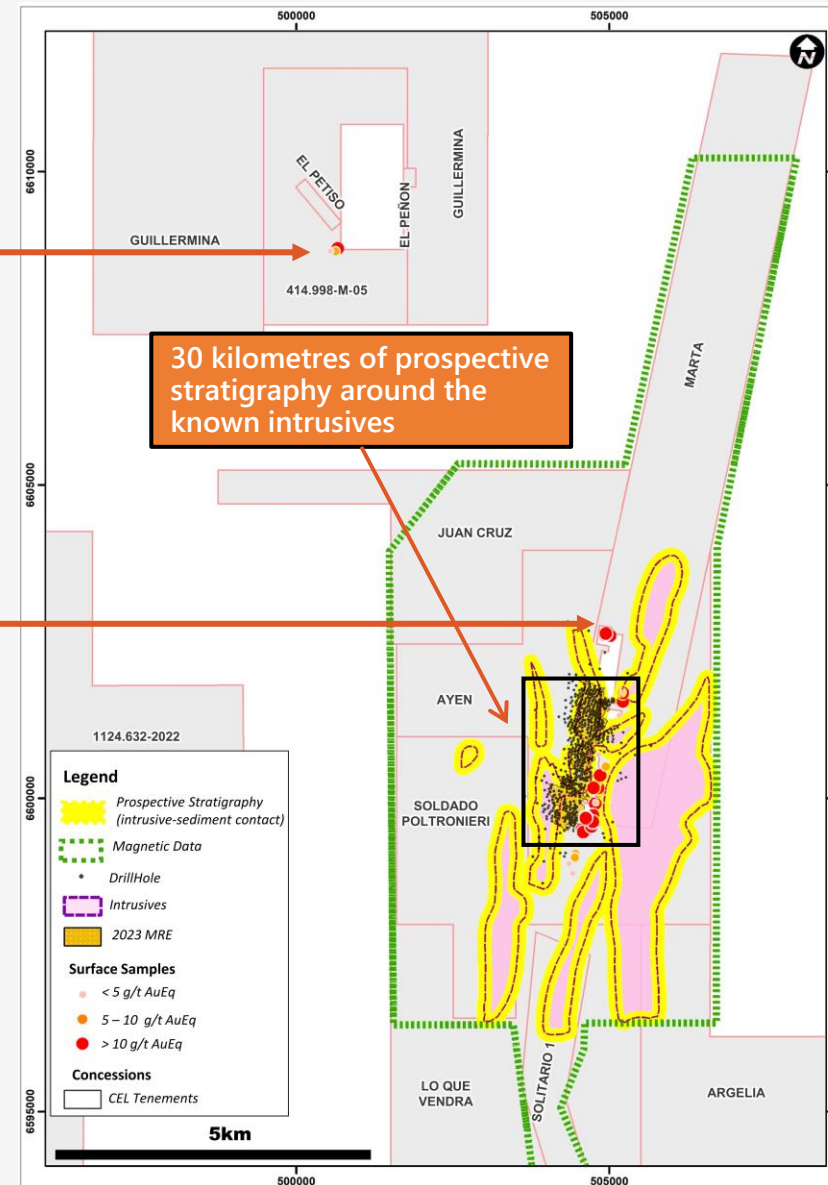 500000
505000
N
6610000
GUILLERMINA
EL PETISO
EL PEÑON
GUILLERMINA
414.998-M-05
30 kilometres of prospective
stratigraphy around the
known intrusives
MARTA
6605000
JUAN CRUZ
AYEN
1124.632-2022
6600000
SOLDADO
POLTRONIERI
Legend
Prospective Stratigraphy
(intrusive-sediment contact)
Magnetic Data
DrillHole
Intrusives
2023 MRE
Surface Samples
< 5 g/t AuEq
5 – 10 g/t AuEq
> 10 g/t AuEq
Concessions
CEL Tenements
LO QUE
VENDRA
SOLITARIO 1
ARGELIA
6595000
5km
500000
505000